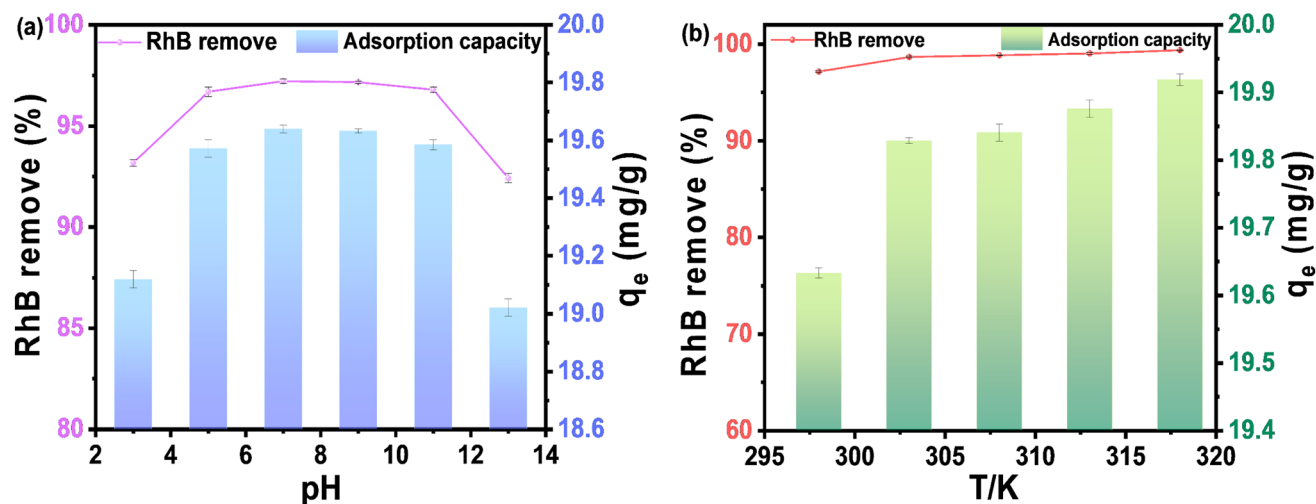 (a)
RhB remove
Adsorption capacity
RhB remove (%)
100
95
90
85
80
20.0
19.8
19.6
19.4
19.2
19.0
18.8
18.6
qe (mg/g)
2 4 6 8 10 12 14
pH
(b)
RhB remove
Adsorption capacity
RhB remove (%)
100
90
80
70
60
20.0
19.9
19.8
19.7
19.6
19.5
19.4
qe (mg/g)
295 300 305 310 315 320
T/K